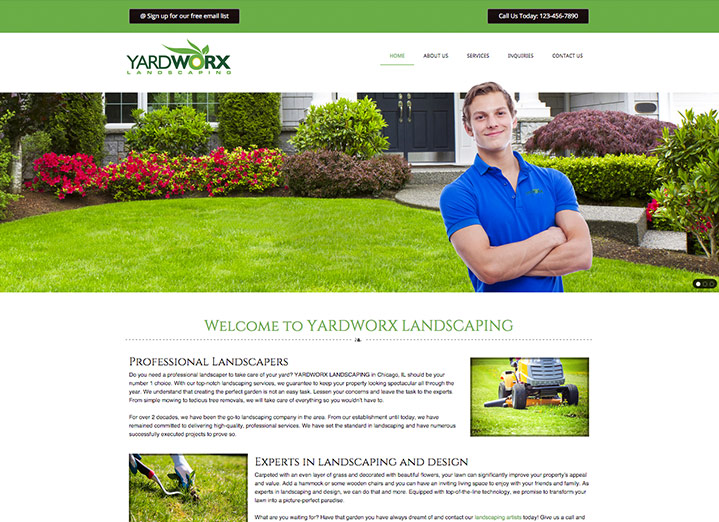 @ Sign up for our free email list
Call Us Today: 123-456-7890
YARDWORX
LANDSCAPING
HOME ABOUT US SERVICES INQUIRIES CONTACT US
Welcome to YARDWORX LANDSCAPING
Professional Landscapers
Do you need a professional landscaper to take care of your yard? YARDWORX LANDSCAPING in Chicago, IL should be your
number 1 choice. With our top-notch landscaping services, we guarantee to keep your property looking spectacular all through the
year. We understand that creating the perfect garden is not an easy task. Lessen your concerns and leave the task to the experts.
From simple mowing to tedious tree removals, we will take care of everything so you wouldn't have to.
For over 2 decades, we have been the go-to landscaping company in the area. From our establishment until today, we have
remained committed to delivering high-quality, professional services. We have set the standard in landscaping and have numerous
successfully executed projects to prove so.
Experts in landscaping and design
Carpeted with an even layer of grass and decorated with beautiful flowers, your lawn can significantly improve your property's appeal
and value. Add a hammock or some wooden chairs and you can have an inviting living space to enjoy with your friends and family. As
experts in landscaping and design, we can do that and more. Equipped with top-of-the-line technology, we promise to transform your
lawn into a picture-perfect paradise.
What are you waiting for? Have that garden you have always dreamt of and contact our landscaping artists today! Give us a call and